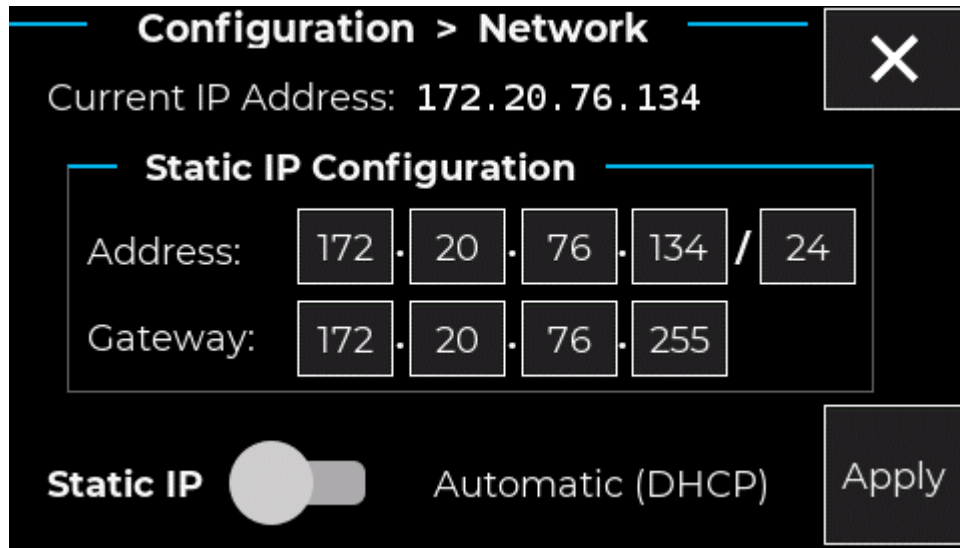 Configuration > Network
Current IP Address: 172.20.76.134
Static IP Configuration
Address: 172 . 20 . 76 . 134 / 24
Gateway: 172 . 20 . 76 . 255
Static IP Automatic (DHCP) Apply